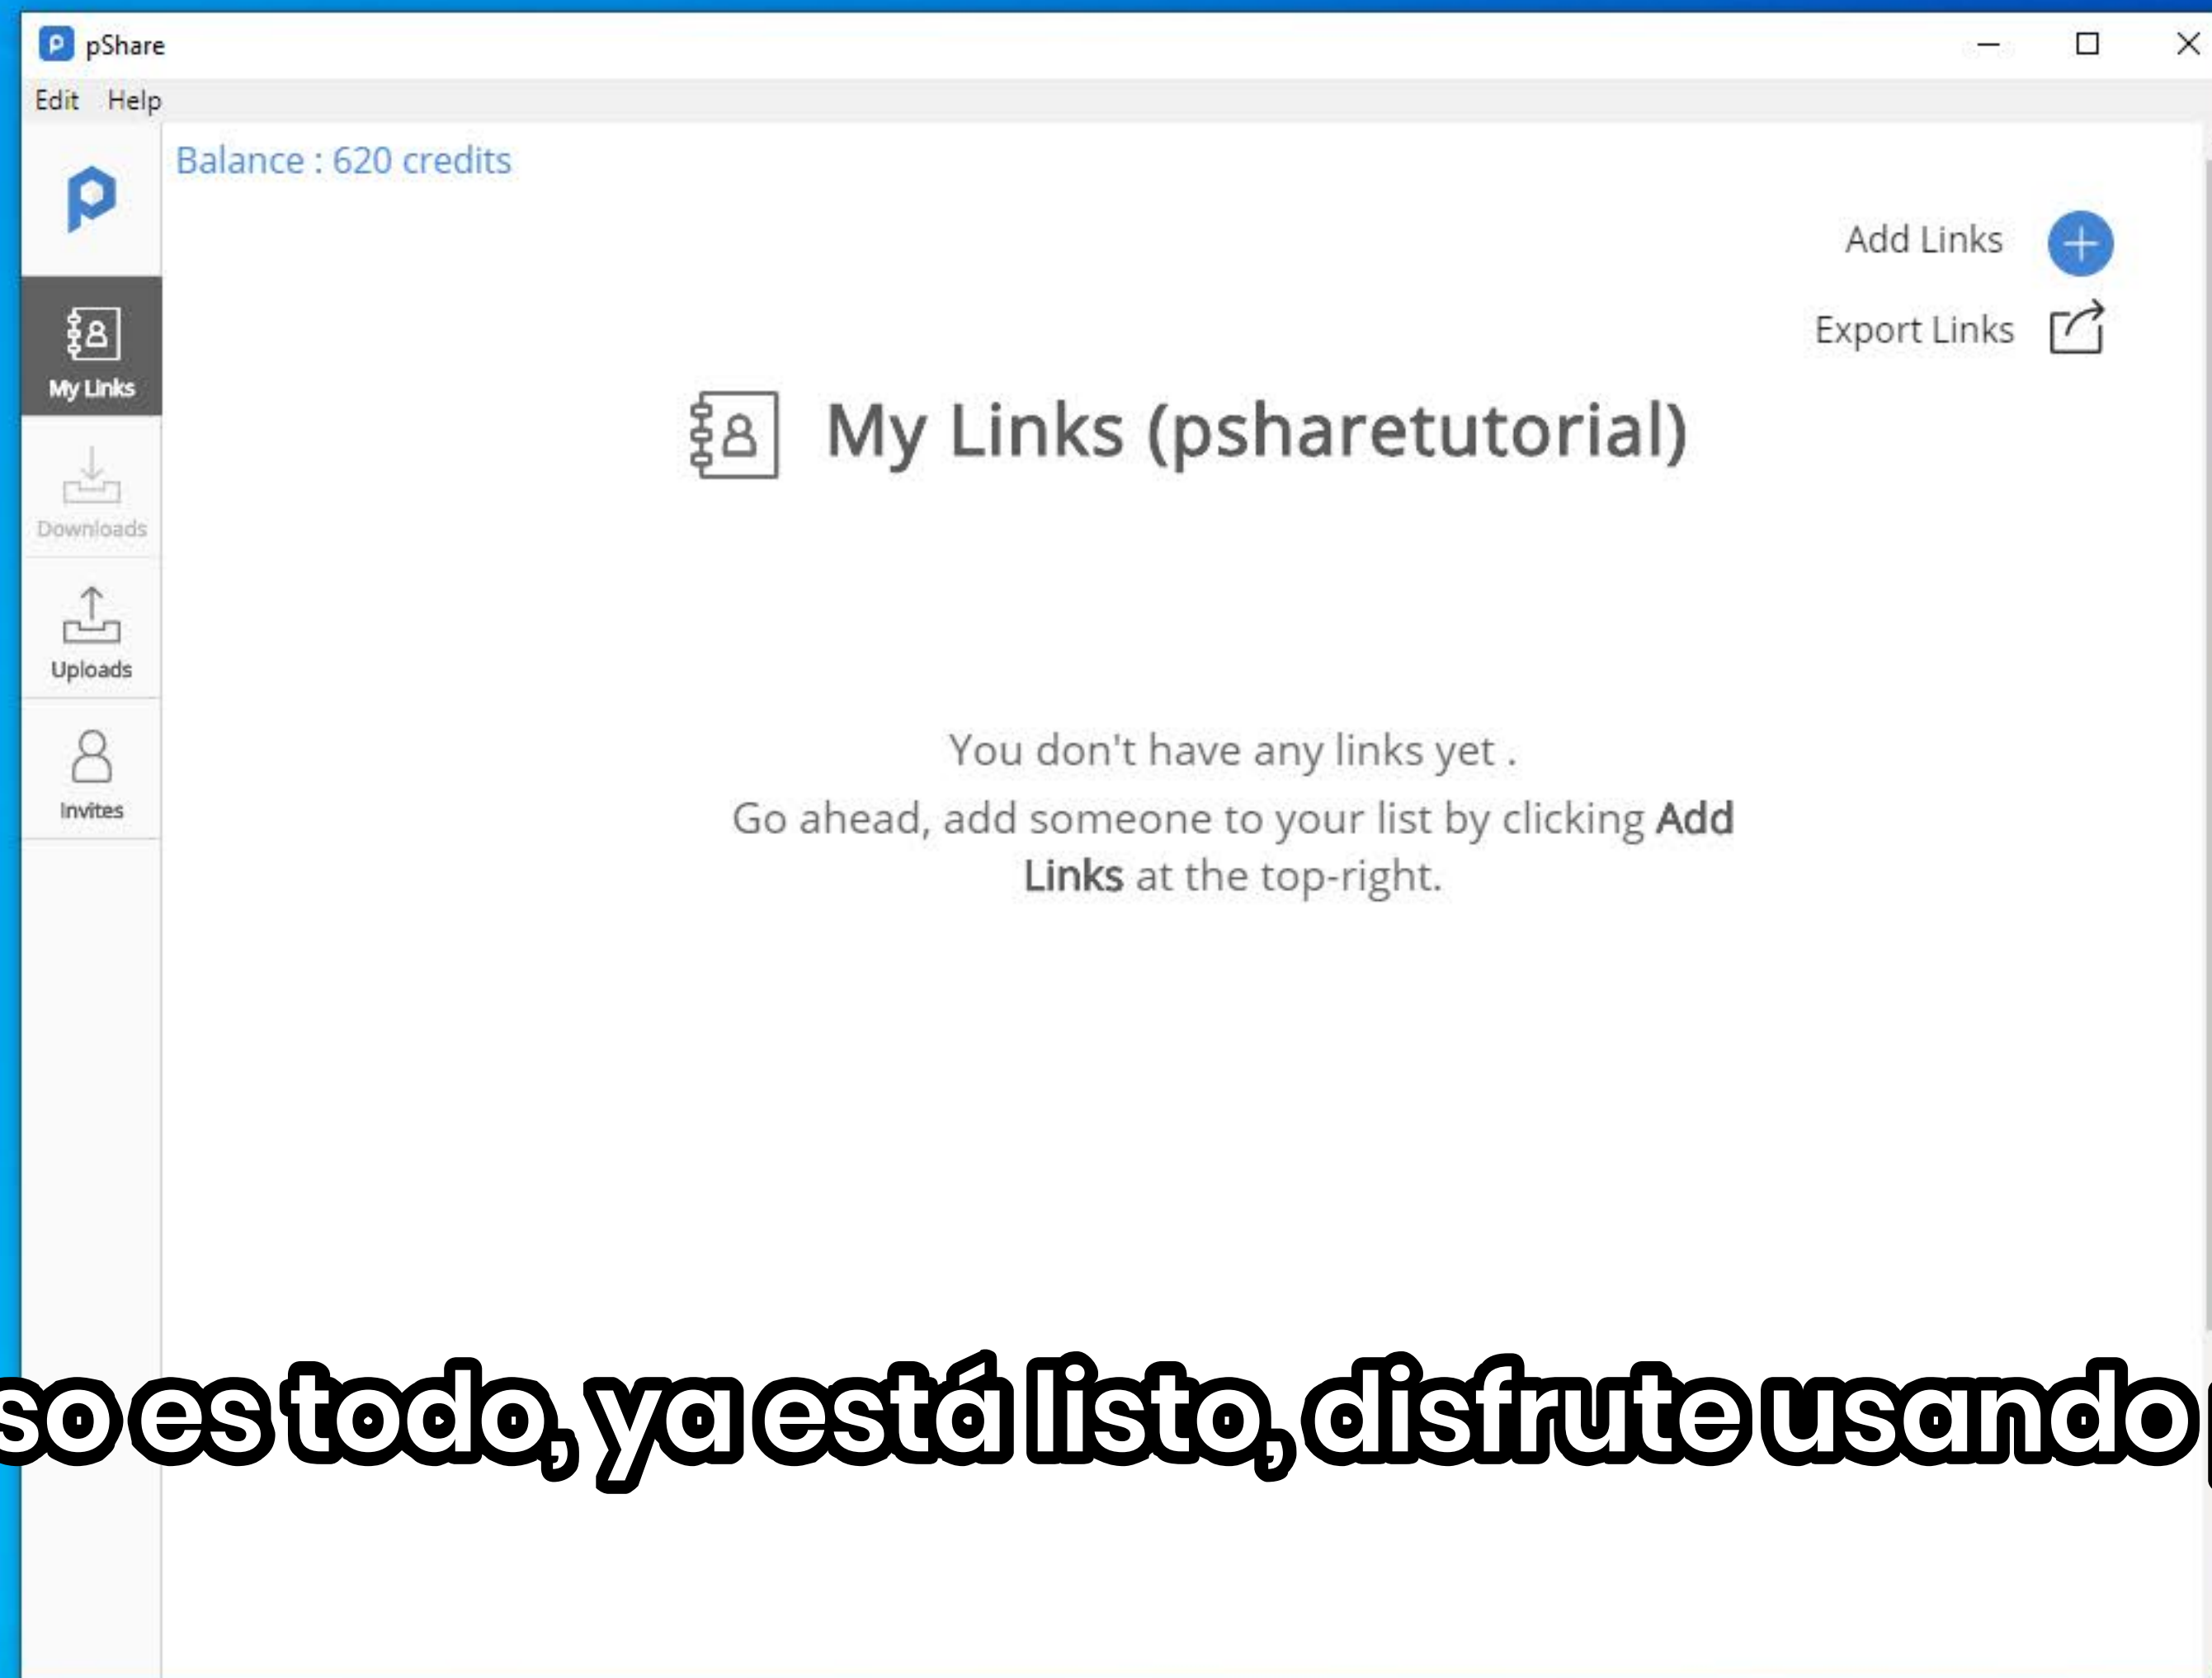 pShare
Edit Help
Balance : 620 credits
Add Links
Export Links
My Links
My Links (psharetutorial)
Downloads
Uploads
You don't have any links yet .
Go ahead, add someone to your list by clicking Add
Links at the top-right.
Invites
so es todo, ya está listo, disfrute usando